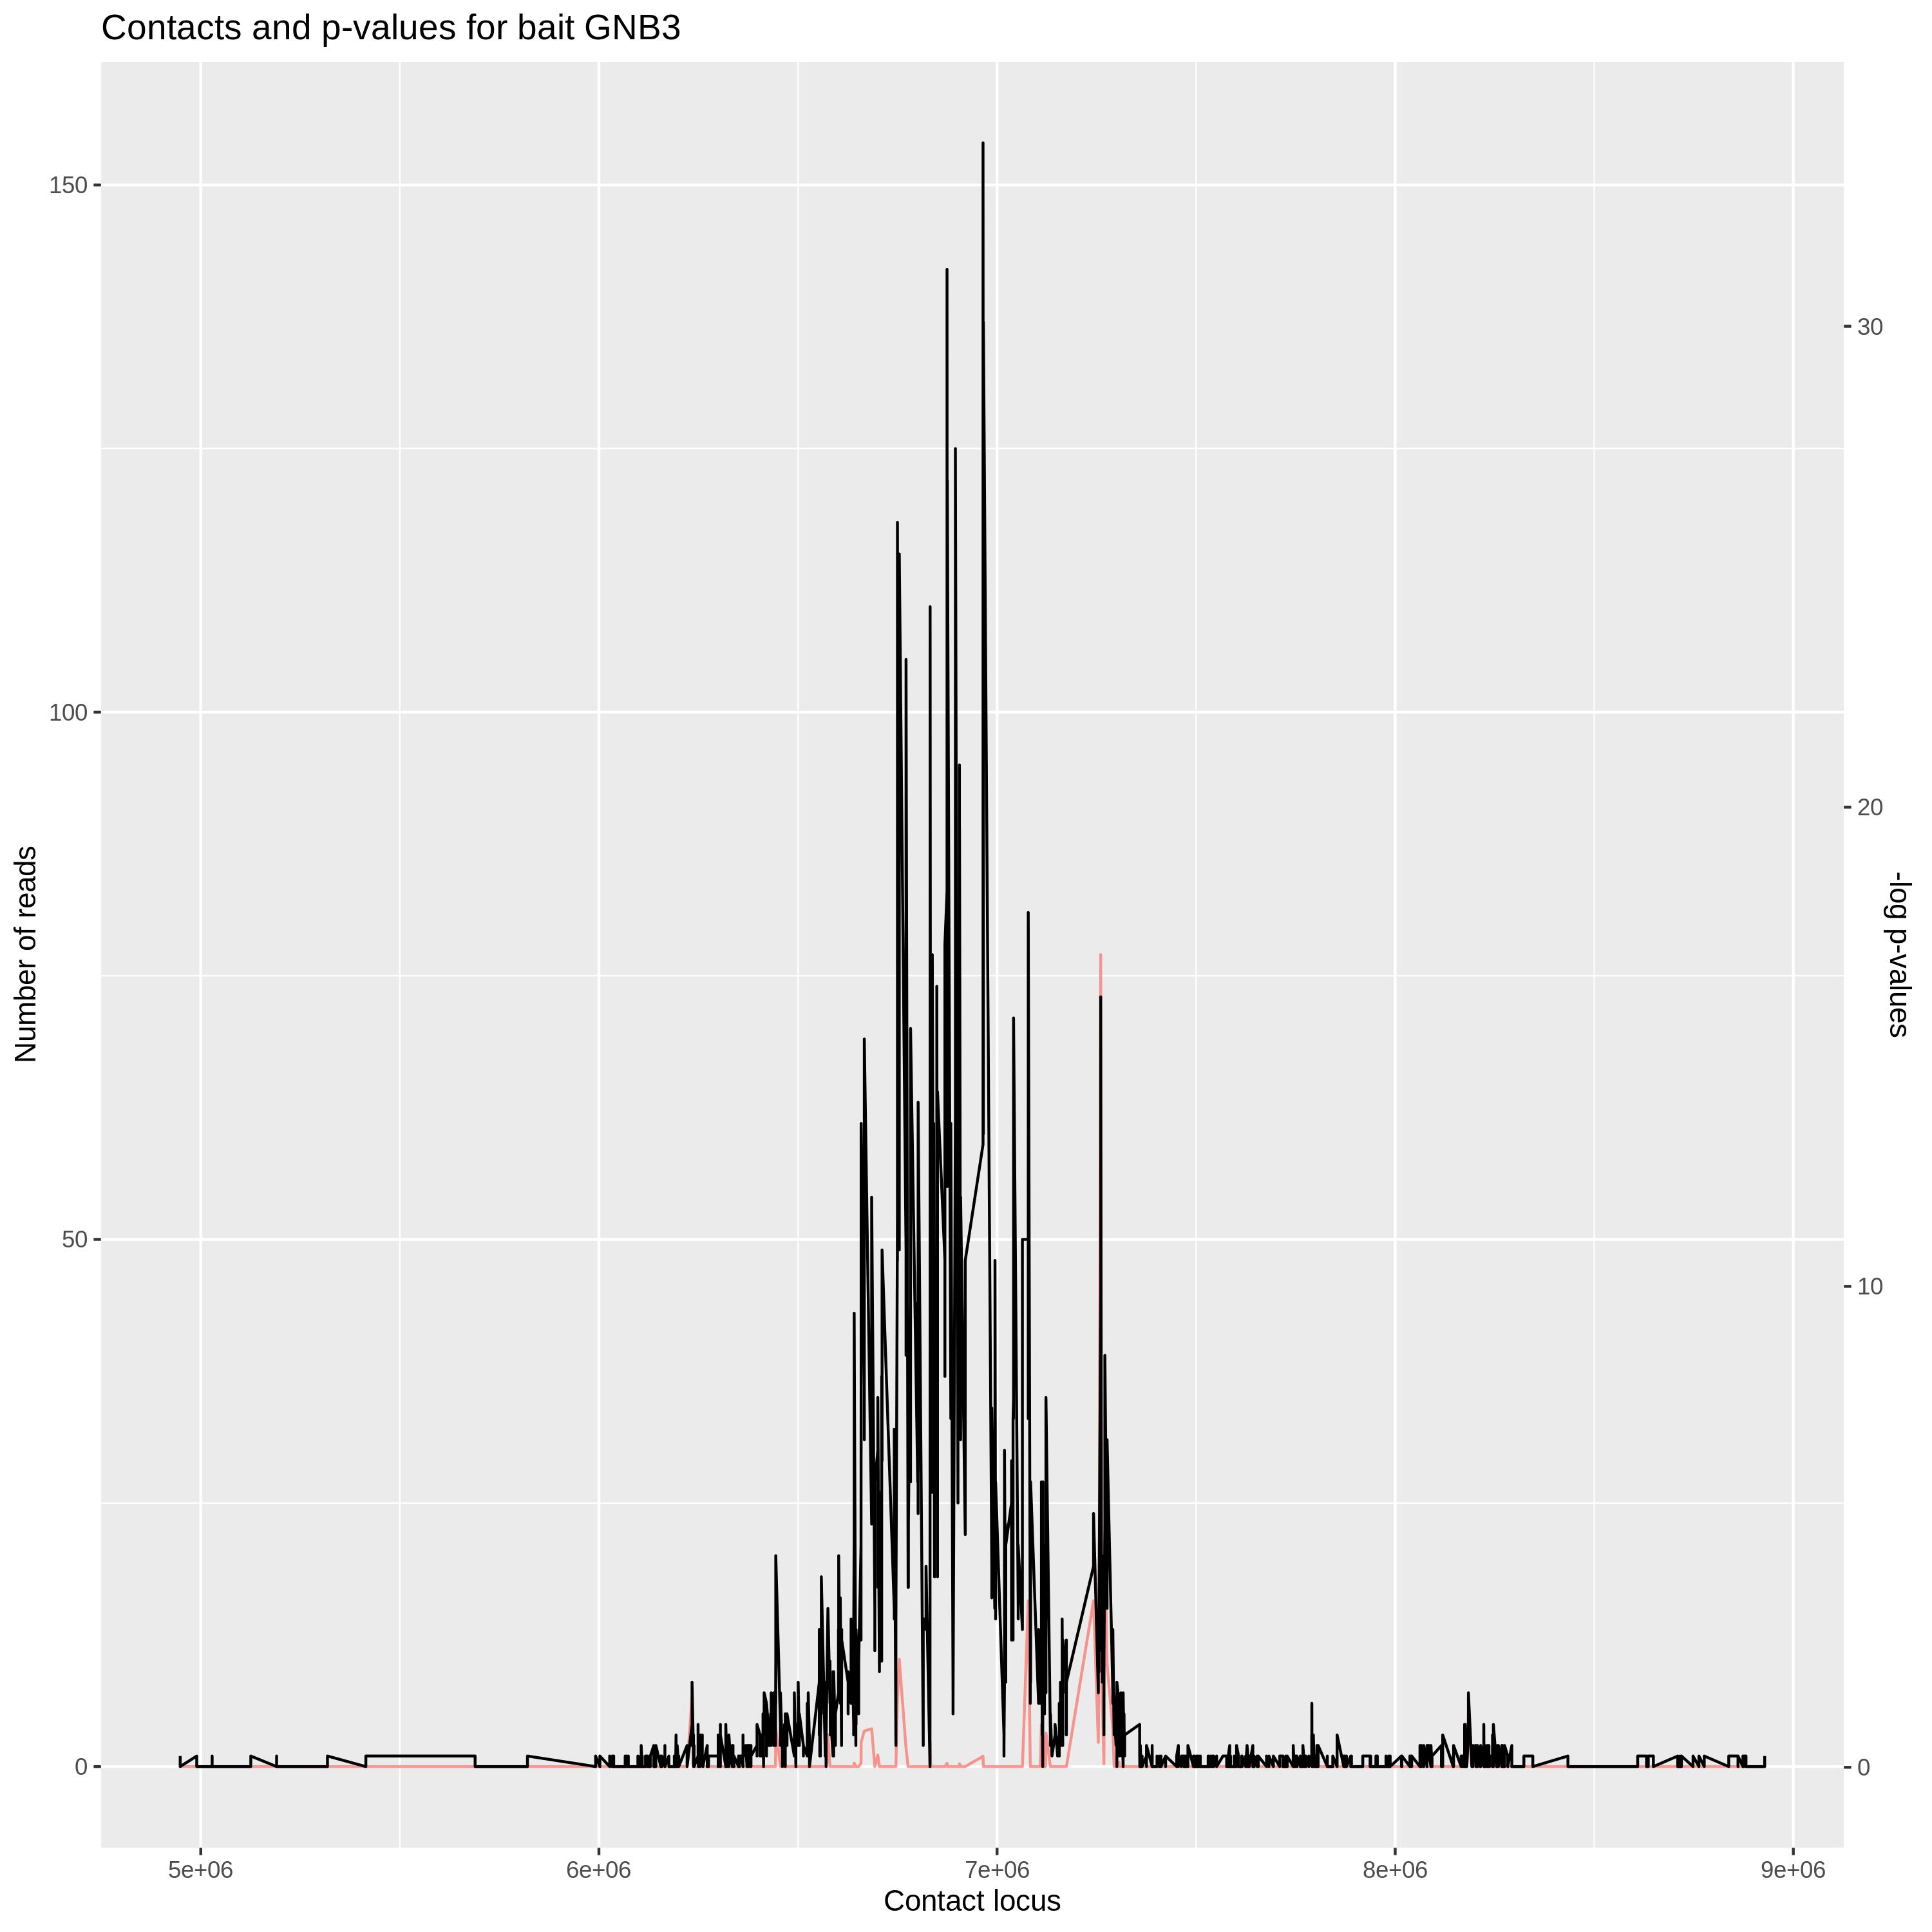 Contacts and p-values for bait GNB3
150
100
50
0
Number of reads
30
20
10
0
-log p-values
5e+06
6e+06
7e+06
8e+06
9e+06
Contact locus